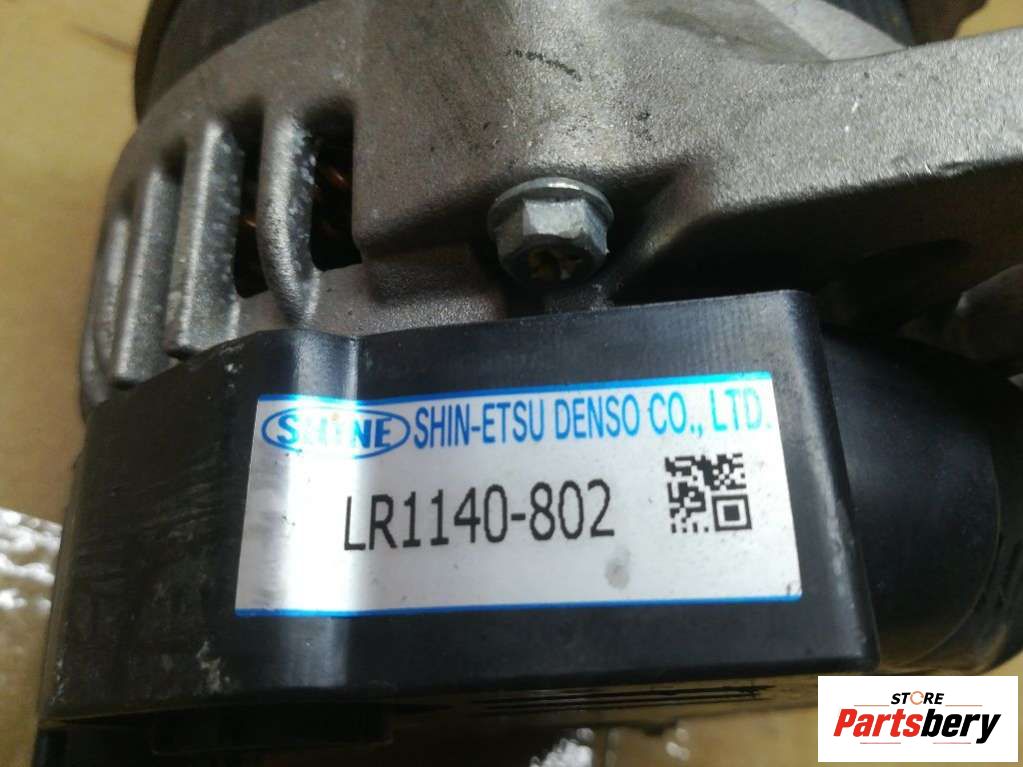 SHINE SHIN-ETSU DENSO CO., LTD.
LR1140-802
STORE
Partsbery